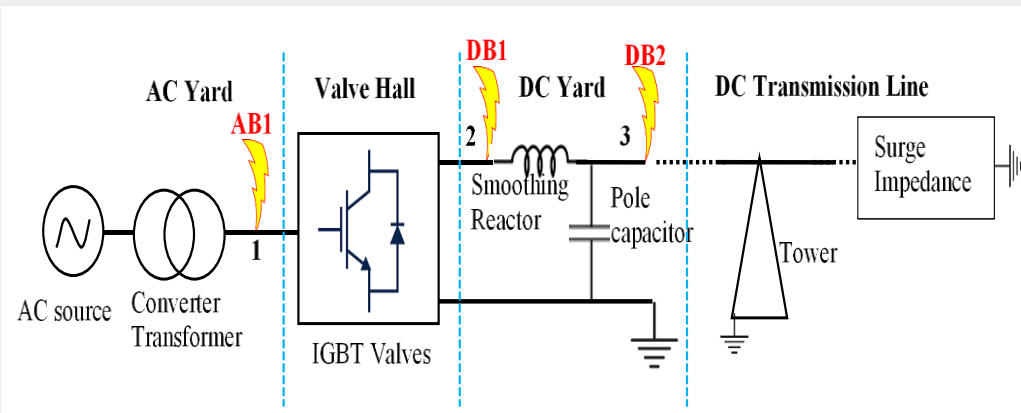 AC Yard
Valve Hall
DB1
DC Yard
DB2
DC Transmission Line
AB1
1
2
3
Smoothing
Reactor
Pole
capacitor
Surge
Impedance
Tower
AC source
Converter
Transformer
IGBT Valves